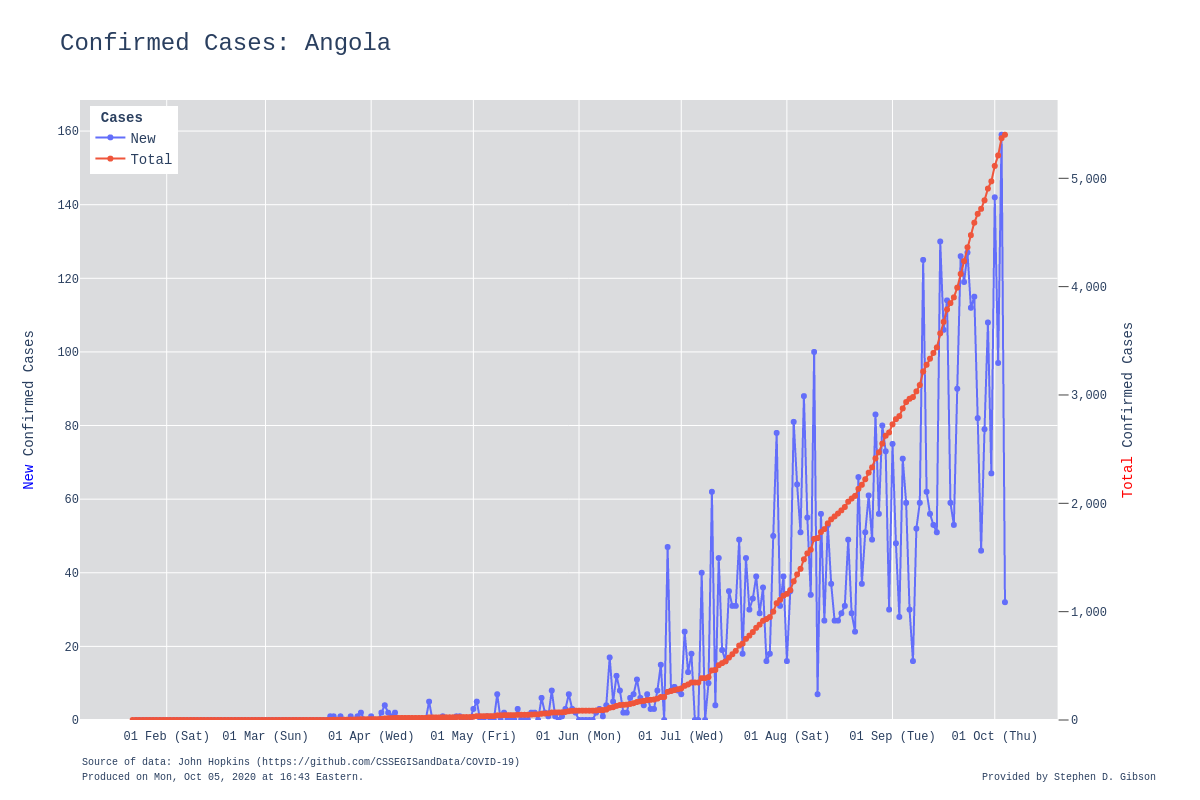 Confirmed Cases: Angola
Cases
New
Total
160
140
120
100
80
60
40
20
0
5,000
4,000
3,000
2,000
1,000
0
New Confirmed Cases
Total Confirmed Cases
01 Feb (Sat) 01 Mar (Sun) 01 Apr (Wed) 01 May (Fri) 01 Jun (Mon) 01 Jul (Wed) 01 Aug (Sat) 01 Sep (Tue) 01 Oct (Thu)
Source of data: John Hopkins (https://github.com/CSSEGISandData/COVID-19)
Produced on Mon, Oct 05, 2020 at 16:43 Eastern.
Provided by Stephen D. Gibson